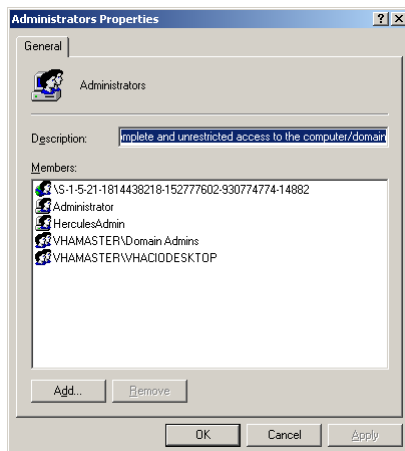 Administrators Properties
General
Administrators
Description:
omplete and unrestricted access to the computer/domain
Members:
\S-1-5-21-1814438218-152777602-930774774-14882
Administrator
HerculesAdmin
VHAMASTER\Domain Admins
VHAMASTER\VHACIODESKTOP
Add...
Remove
OK
Cancel
Apply